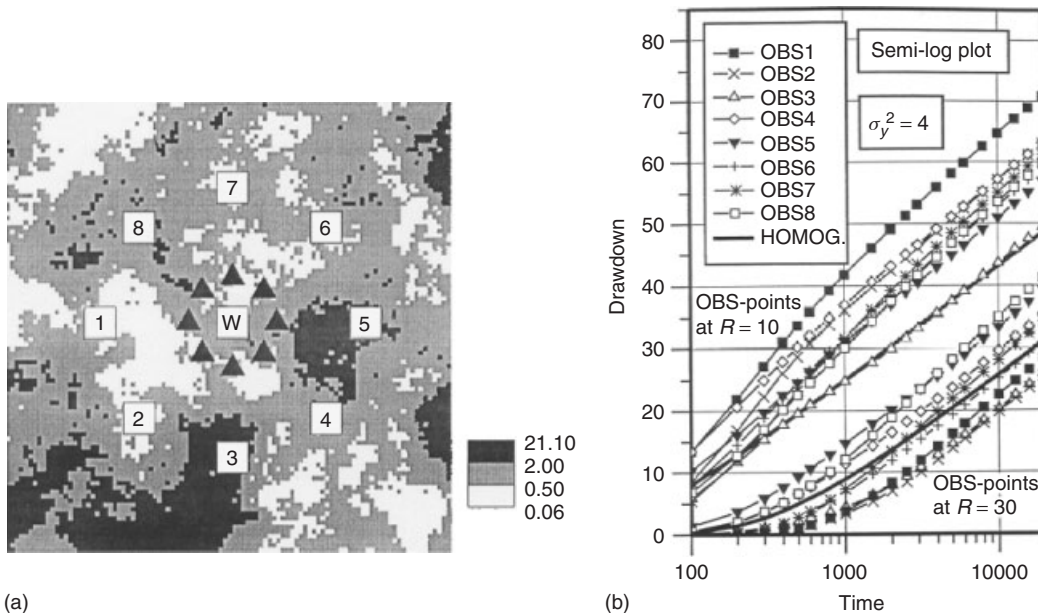 7
8
6
1
W
5
2
4
3
21.10
2.00
0.50
0.06
(a)
80
70
60
50
40
30
20
10
0
Drawdown
OBS1
OBS2
OBS3
OBS4
OBS5
OBS6
OBS7
OBS8
HOMOG.
Semi-log plot
σy² = 4
OBS-points
at R = 10
OBS-points
at R = 30
100
1000
10000
Time
(b)